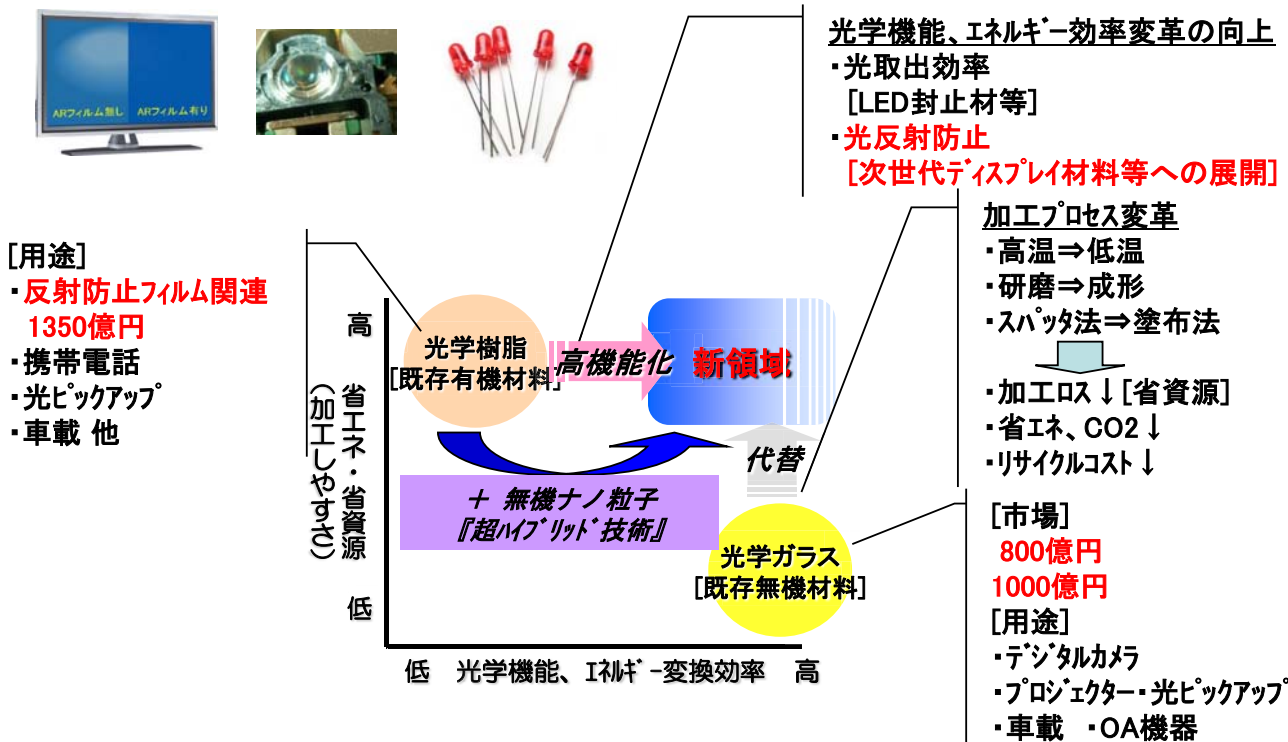 ARフィルム無し ARフィルム有り
光学機能、ｴﾈﾙｷﾞｰ効率変革の向上
・光取出効率
[LED封止材等]
・光反射防止
[次世代ﾃﾞｨｽﾌﾟﾚｲ材料等への展開]
加工ﾌﾟﾛｾｽ変革
・高温⇒低温
・研磨⇒成形
・ｽﾊﾟｯﾀ法⇒塗布法
・加工ﾛｽ↓[省資源]
・省ｴﾈ、CO2↓
・ﾘｻｲｸﾙｺｽﾄ↓
[用途]
・反射防止ﾌｨﾙﾑ関連
1350億円
・携帯電話
・光ﾋﾟｯｸｱｯﾌﾟ
・車載 他
高
省エネ・省資源
（加工しやすさ）
低
光学樹脂
[既存有機材料]
高機能化
新領域
代替
＋ 無機ナノ粒子
『超ﾊｲﾌﾞﾘｯﾄﾞ技術』
光学ガラス
[既存無機材料]
低 光学機能、ｴﾈﾙｷﾞｰ変換効率 高
[市場]
800億円
1000億円
[用途]
・ﾃﾞｼﾞﾀﾙｶﾒﾗ
・ﾌﾟﾛｼﾞｪｸﾀｰ・光ﾋﾟｯｸｱｯﾌﾟ
・車載 ・OA機器